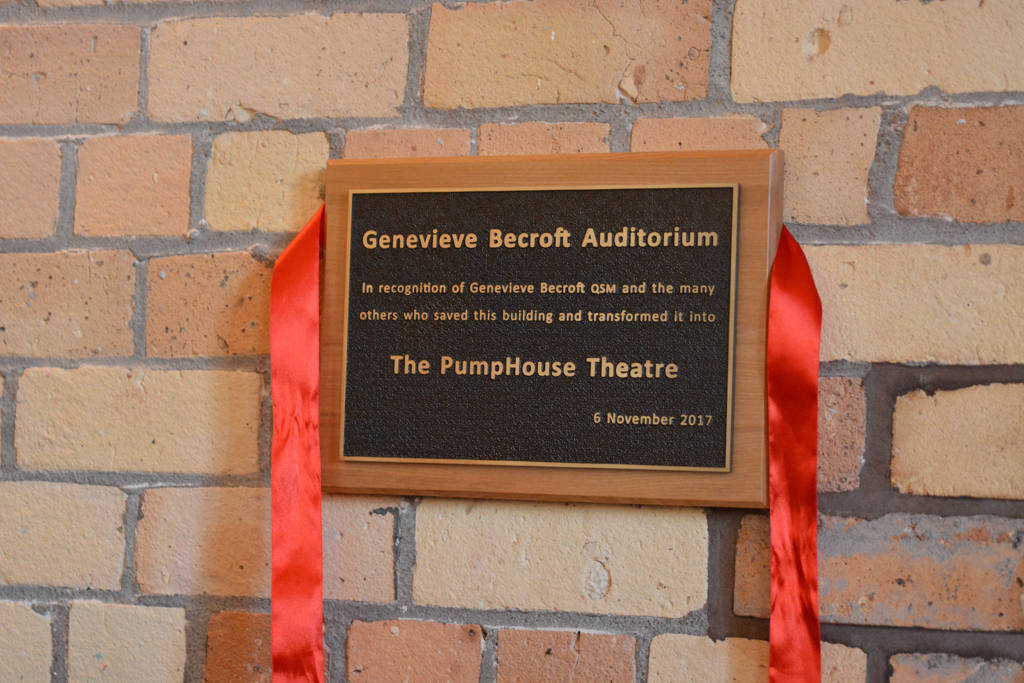 Genevieve Becroft Auditorium
In recognition of Genevieve Becroft QSM and the many
others who saved this building and transformed it into
The PumpHouse Theatre
6 November 2017